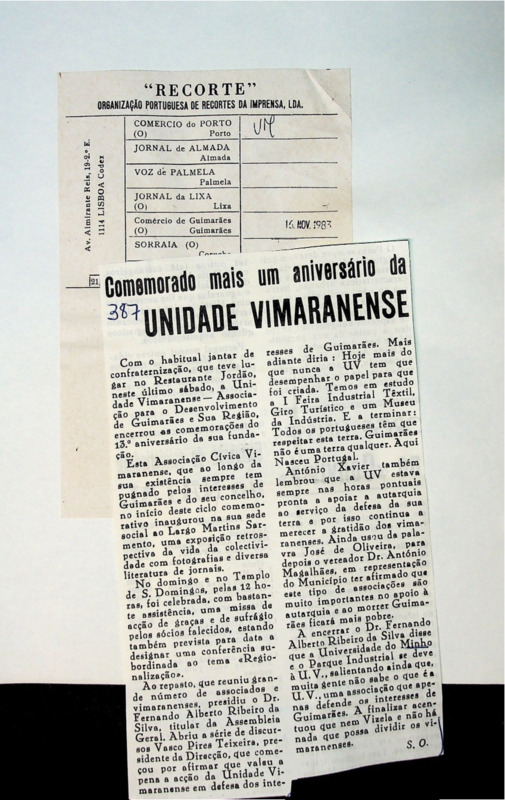 "RECORTE"
ORGANIZAÇÃO PORTUGUESA DE RECORTES DA IMPRENSA, LDA.
Av. Almirante Reis, 19-2.º E.
1114 LISBOA Codex
COMERCIO do PORTO
(O) Porto
VM
JORNAL de ALMADA
Almada
VOZ de PALMELA
Palmela
JORNAL da LIXA
(O) Lixa
Comércio de Guimarães
(O) Guimarães
16. NOV. 1983
SORRAIA (O)
21
387
Comemorado mais um aniversário da
UNIDADE VIMARANENSE
Com o habitual jantar de
confraternização, que teve lu-
gar no Restaurante Jordão,
neste último sábado, a Uni-
dade Vimaranense — Associa-
ção para o Desenvolvimento
de Guimarães e Sua Região,
encerrou as comemorações do
13.º aniversário da sua funda-
ção.
Esta Associação Cívica Vi-
maranense, que ao longo da
sua existência sempre tem
pugnado pelos interesses de
Guimarães e do seu concelho,
no início deste ciclo comemo-
rativo inaugurou na sua sede
social ao Largo Martins Sar-
mento, uma exposição retros-
pectiva da vida da colectivi-
dade com fotografias e diversa
literatura de jornais.
No domingo e no Templo
de S. Domingos, pelas 12 ho-
ras, foi celebrada, com bastan-
te assistência, uma missa de
acção de graças e de sufrágio
pelos sócios falecidos, estando
também prevista para data a
designar uma conferência su-
bordinada ao tema «Regio-
nalização».
Ao repasto, que reuniu gran-
de número de associados e
vimaranenses, presidiu o Dr.
Fernando Alberto Ribeiro da
Silva, titular da Assembleia
Geral. Abriu a série de discur-
sos Vasco Pires Teixeira, presi-
dente da Direcção, que come-
çou por afirmar que valeu a
pena a acção da Unidade Vi-
maranense em defesa dos inte-
resses de Guimarães. Mais
adiante diria: Hoje mais do
que nunca a UV tem que
desempenhar o papel para que
foi criada. Temos em estudo
a I Feira Industrial Têxtil,
Giro Turístico e um Museu
da Indústria. E a terminar:
Todos os portugueses têm que
respeitar esta terra. Guimarães
não é uma terra qualquer. Aqui
Nasceu Portugal.
António Xavier também
lembrou que a UV estava
sempre nas horas pontuais
pronta a apoiar a autarquia
ao serviço da defesa da sua
terra e por isso continua a
merecer a gratidão dos vima-
ranenses. Ainda usou da pala-
vra José de Oliveira, para
depois o vereador Dr. António
Magalhães, em representação
do Município ter afirmado que
este tipo de associações são
muito importantes no apoio à
autarquia e ao morrer Guima-
rães ficará mais pobre.
A encerrar o Dr. Fernando
Alberto Ribeiro da Silva disse
que a Universidade do Minho
e o Parque Industrial se deve
à U.V., salientando ainda que,
muita gente não sabe o que é a
U.V., uma associação que ape-
nas defende os interesses de
Guimarães. A finalizar acen-
tuou que nem Vizela e não há
nada que possa dividir os vi-
maranenses.
S. O.